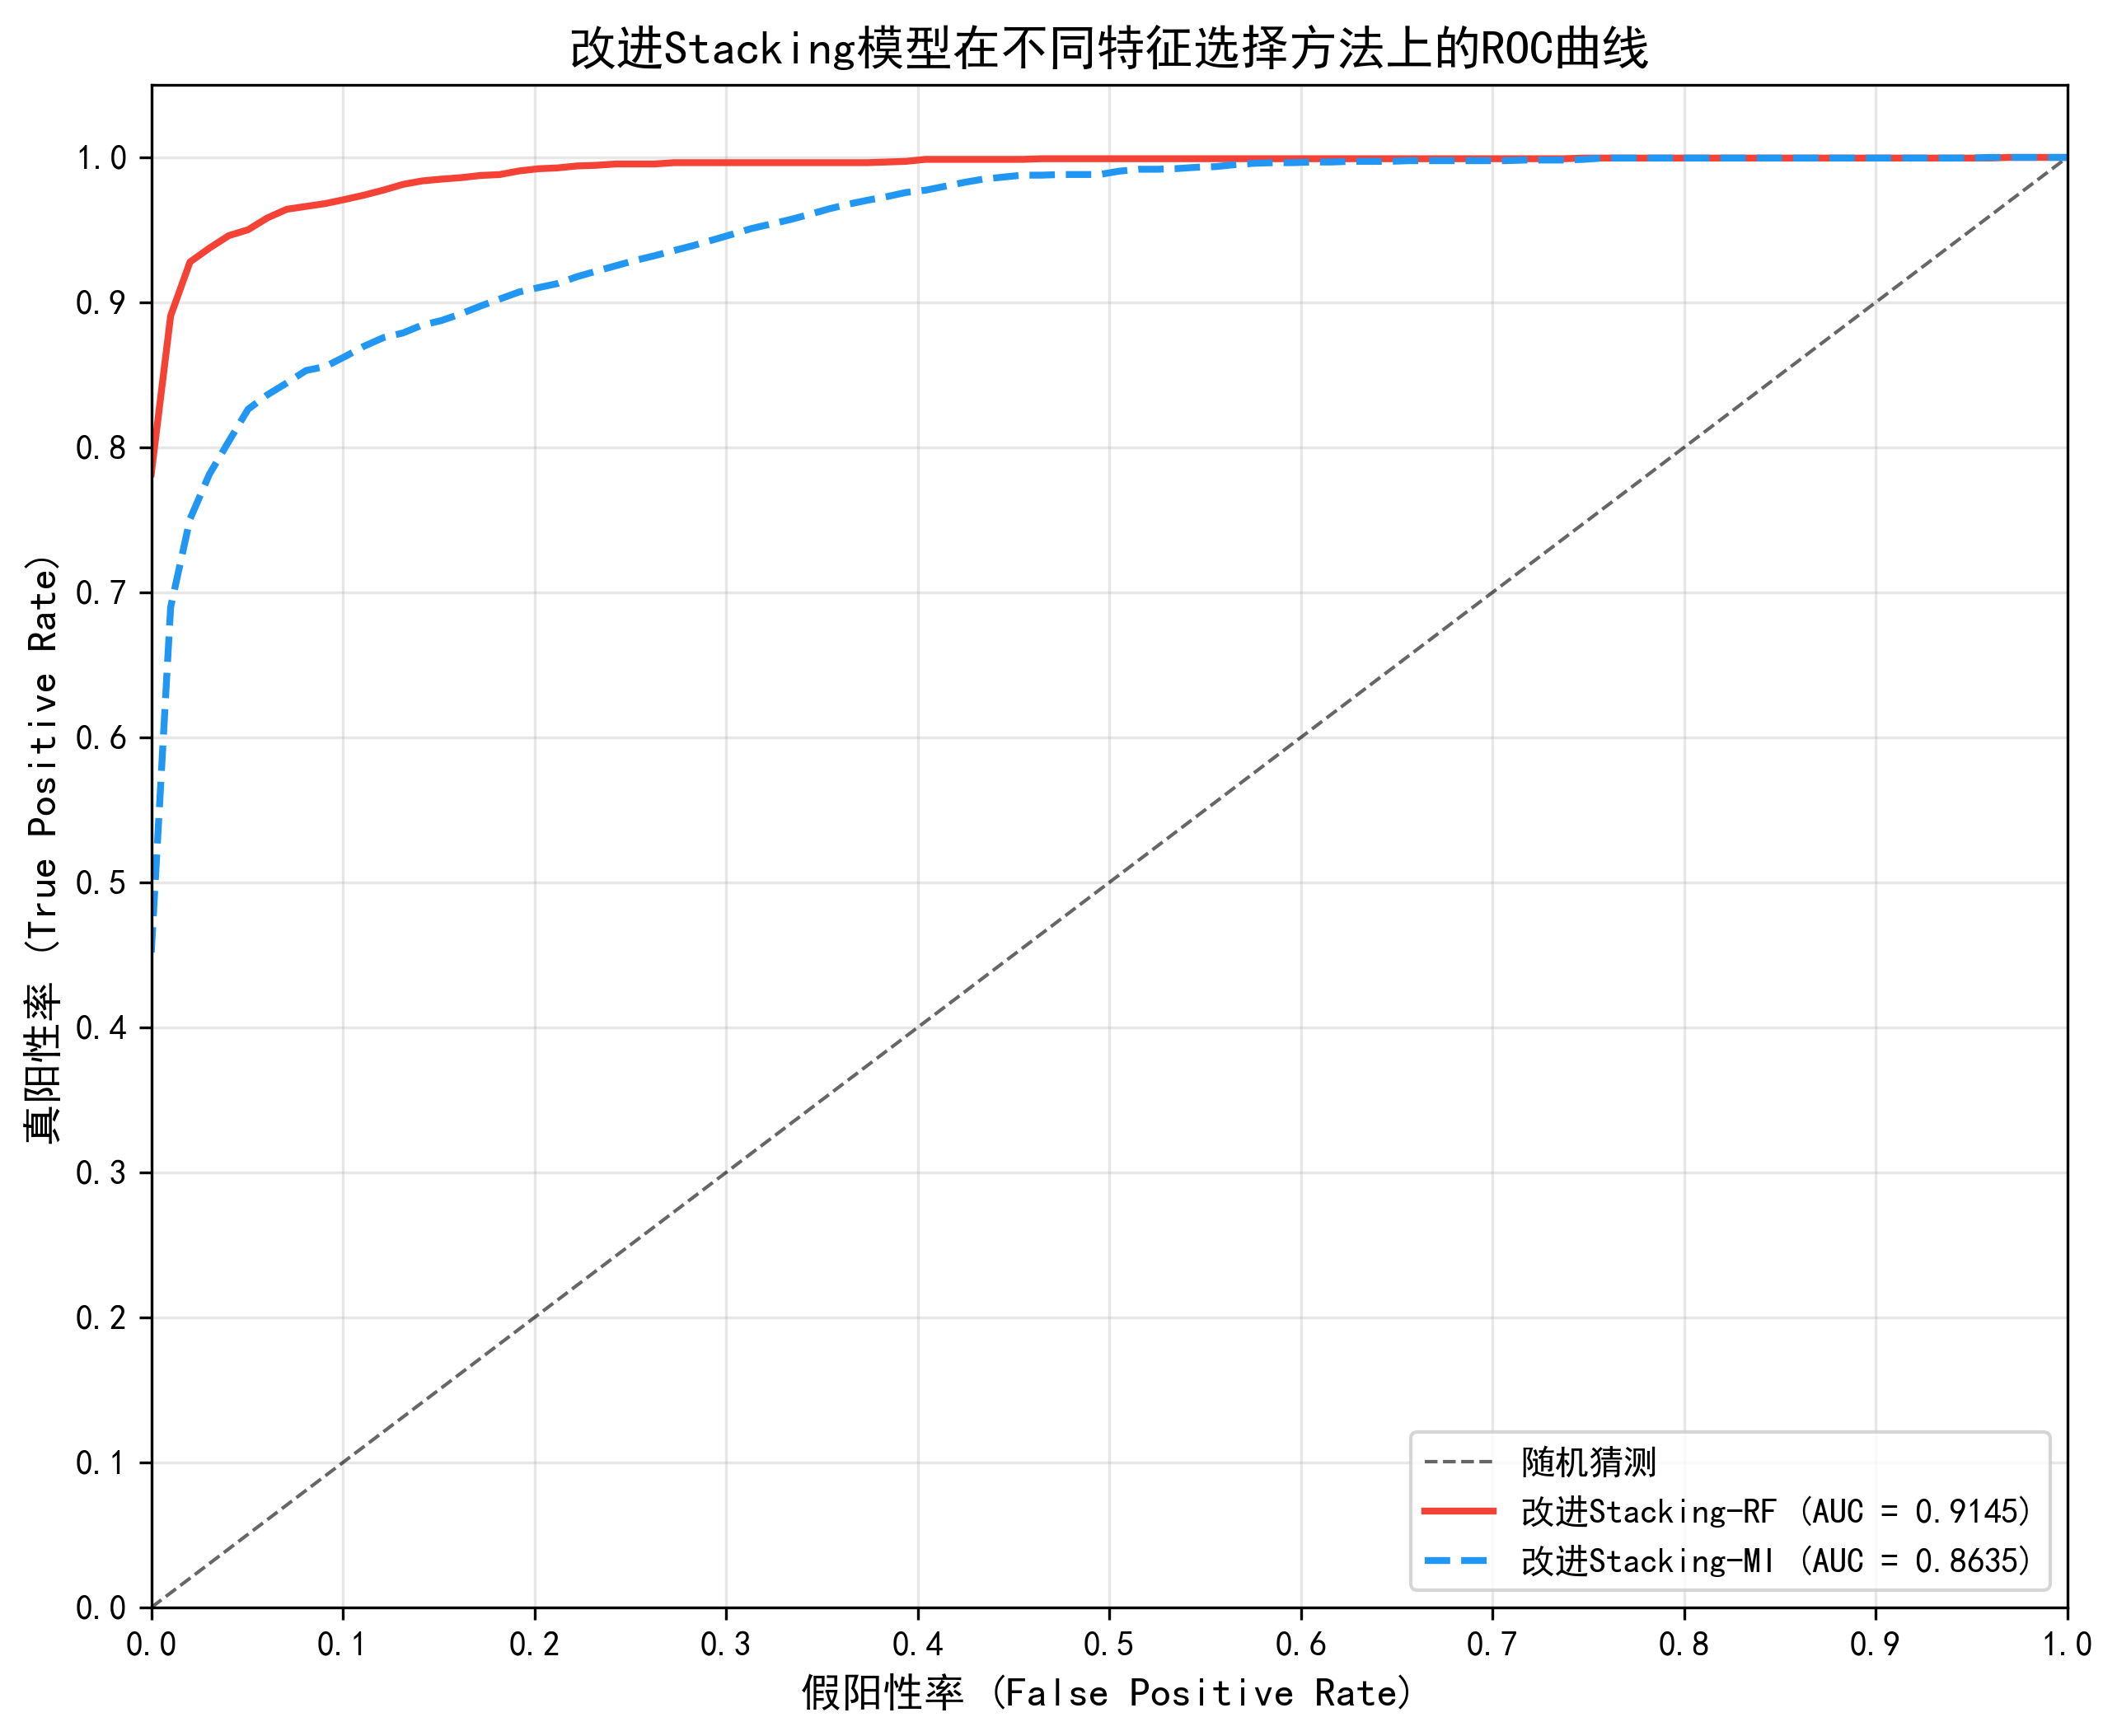 改进Stacking模型在不同特征选择方法上的ROC曲线
真阳性率 (True Positive Rate)
1.0
0.9
0.8
0.7
0.6
0.5
0.4
0.3
0.2
0.1
0.0
0.0 0.1 0.2 0.3 0.4 0.5 0.6 0.7 0.8 0.9 1.0
假阳性率 (False Positive Rate)
随机猜测
改进Stacking-RF (AUC = 0.9145)
改进Stacking-MI (AUC = 0.8635)